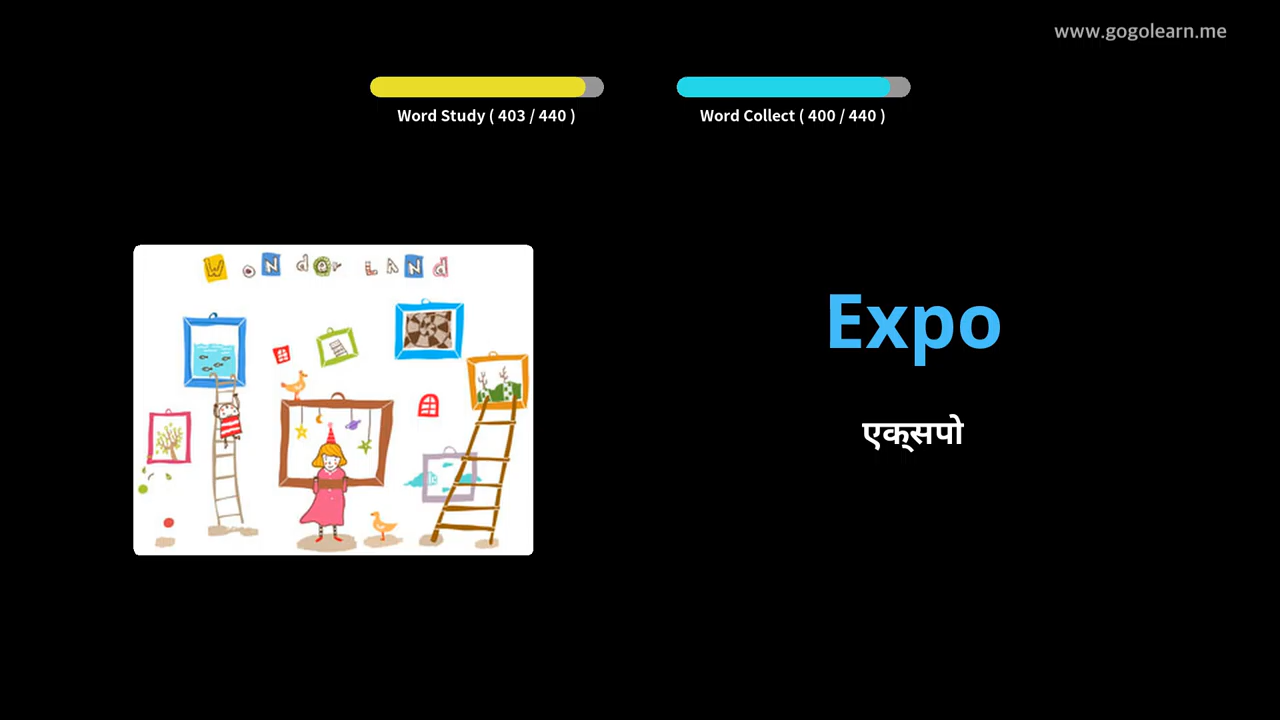 www.gogolearn.me
Word Study ( 403 / 440 )
Word Collect ( 400 / 440 )
WoNder LANd
Expo
एक्सपो